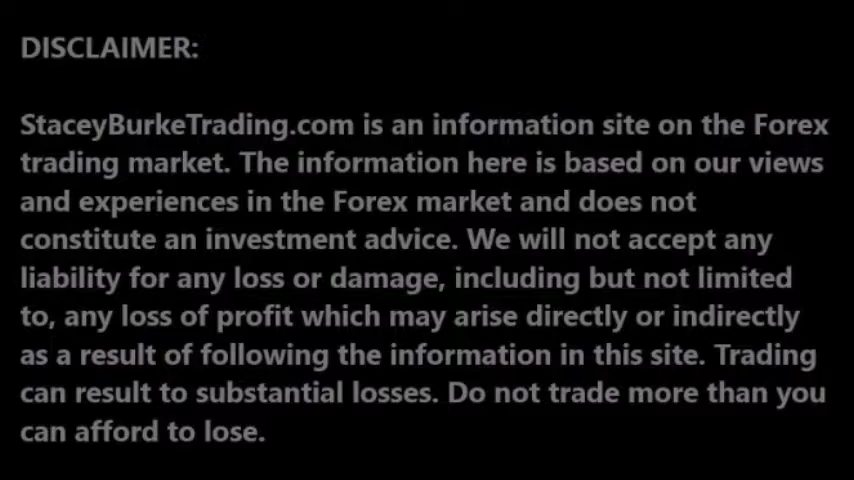 DISCLAIMER:
StaceyBurkeTrading.com is an information site on the Forex
trading market. The information here is based on our views
and experiences in the Forex market and does not
constitute an investment advice. We will not accept any
liability for any loss or damage, including but not limited
to, any loss of profit which may arise directly or indirectly
as a result of following the information in this site. Trading
can result to substantial losses. Do not trade more than you
can afford to lose.